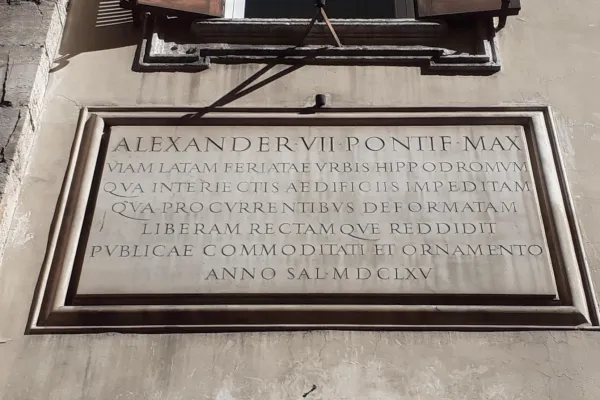 ALEXANDER·VII·PONTIF·MAX
VIAM LATAM FERIATAE VRBIS HIPPODROMVM
QVA INTERIECTIS AEDIFICIIS IMPEDITAM
QVA·PROCVRRENTIBVS DEFORMATAM
LIBERAM RECTAMQVE REDDIDIT
PVBLICAE COMMODITATI ET ORNAMENTO
ANNO SAL·MDCLXV